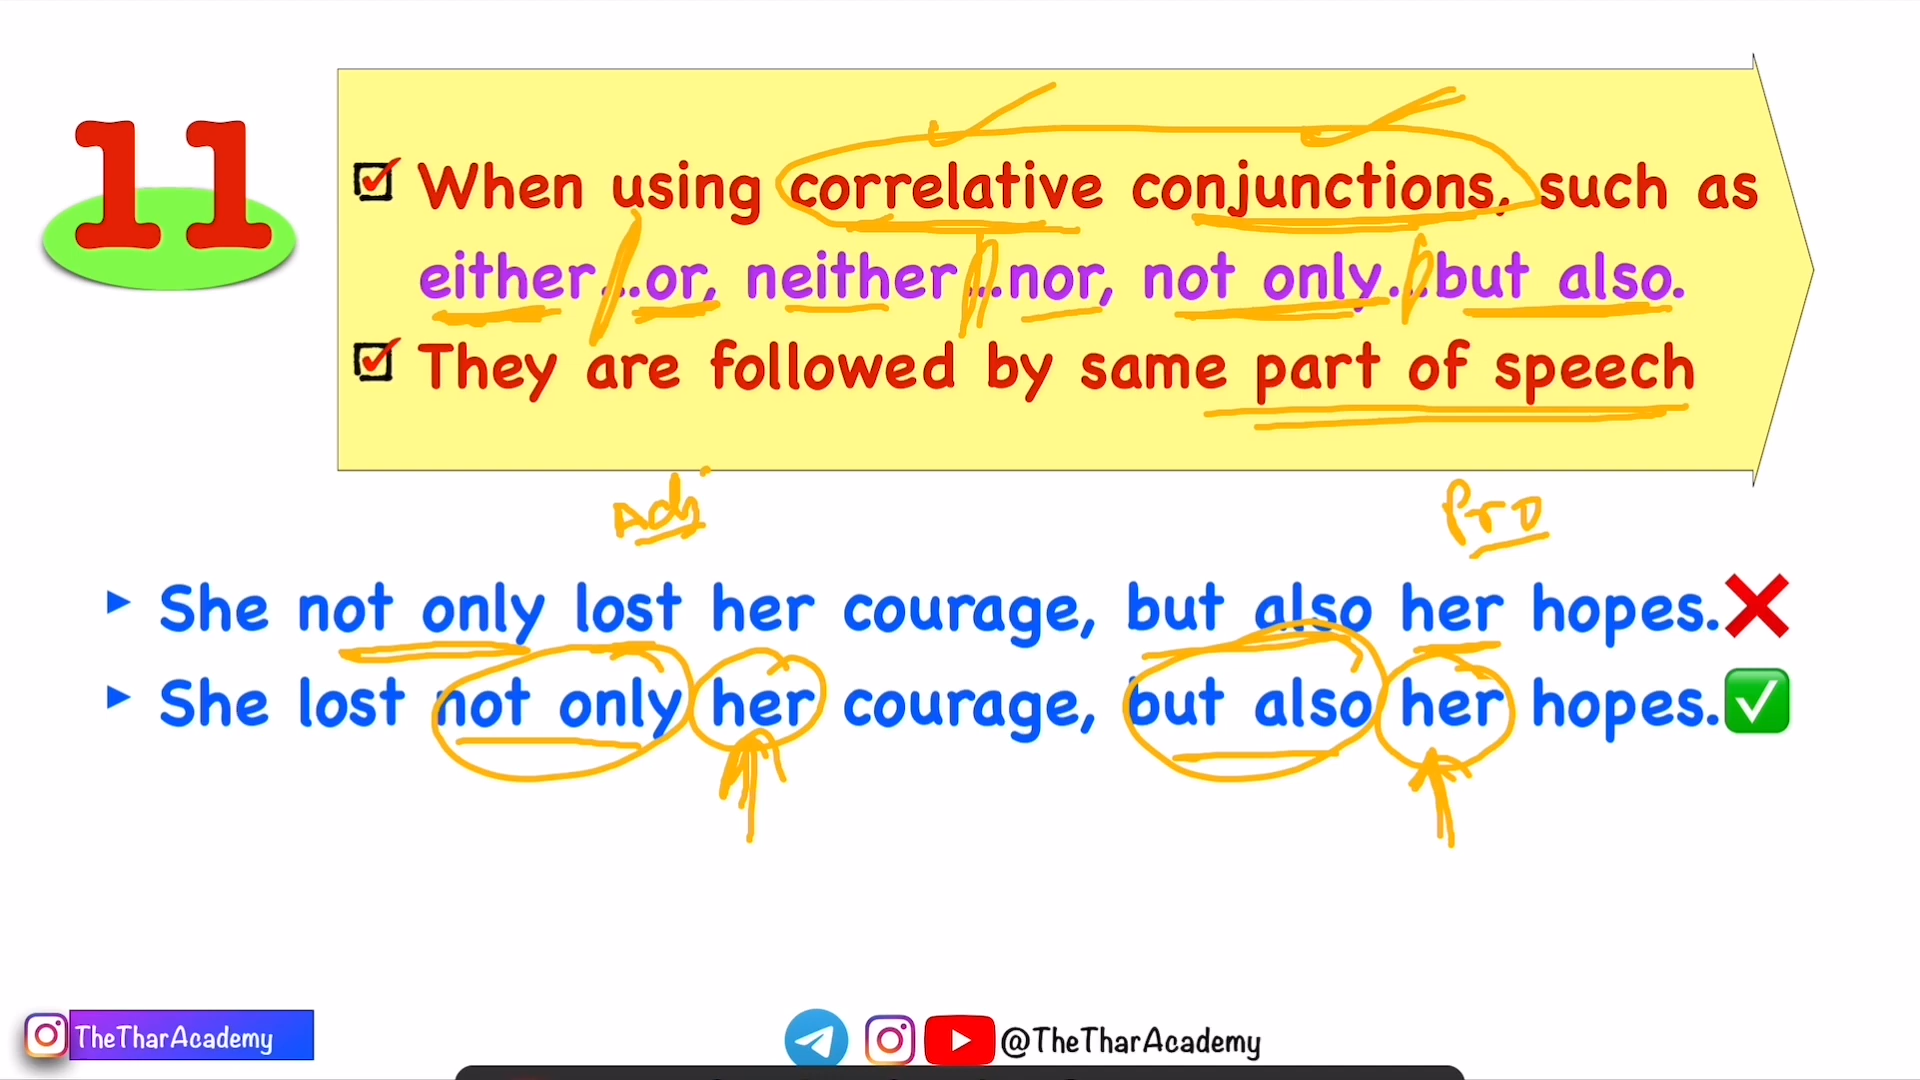 11
When using correlative conjunctions, such as
either...or, neither...nor, not only...but also.
They are followed by same part of speech
Adj Pro
She not only lost her courage, but also her hopes.
She lost not only her courage, but also her hopes.
TheTharAcademy
@TheTharAcademy